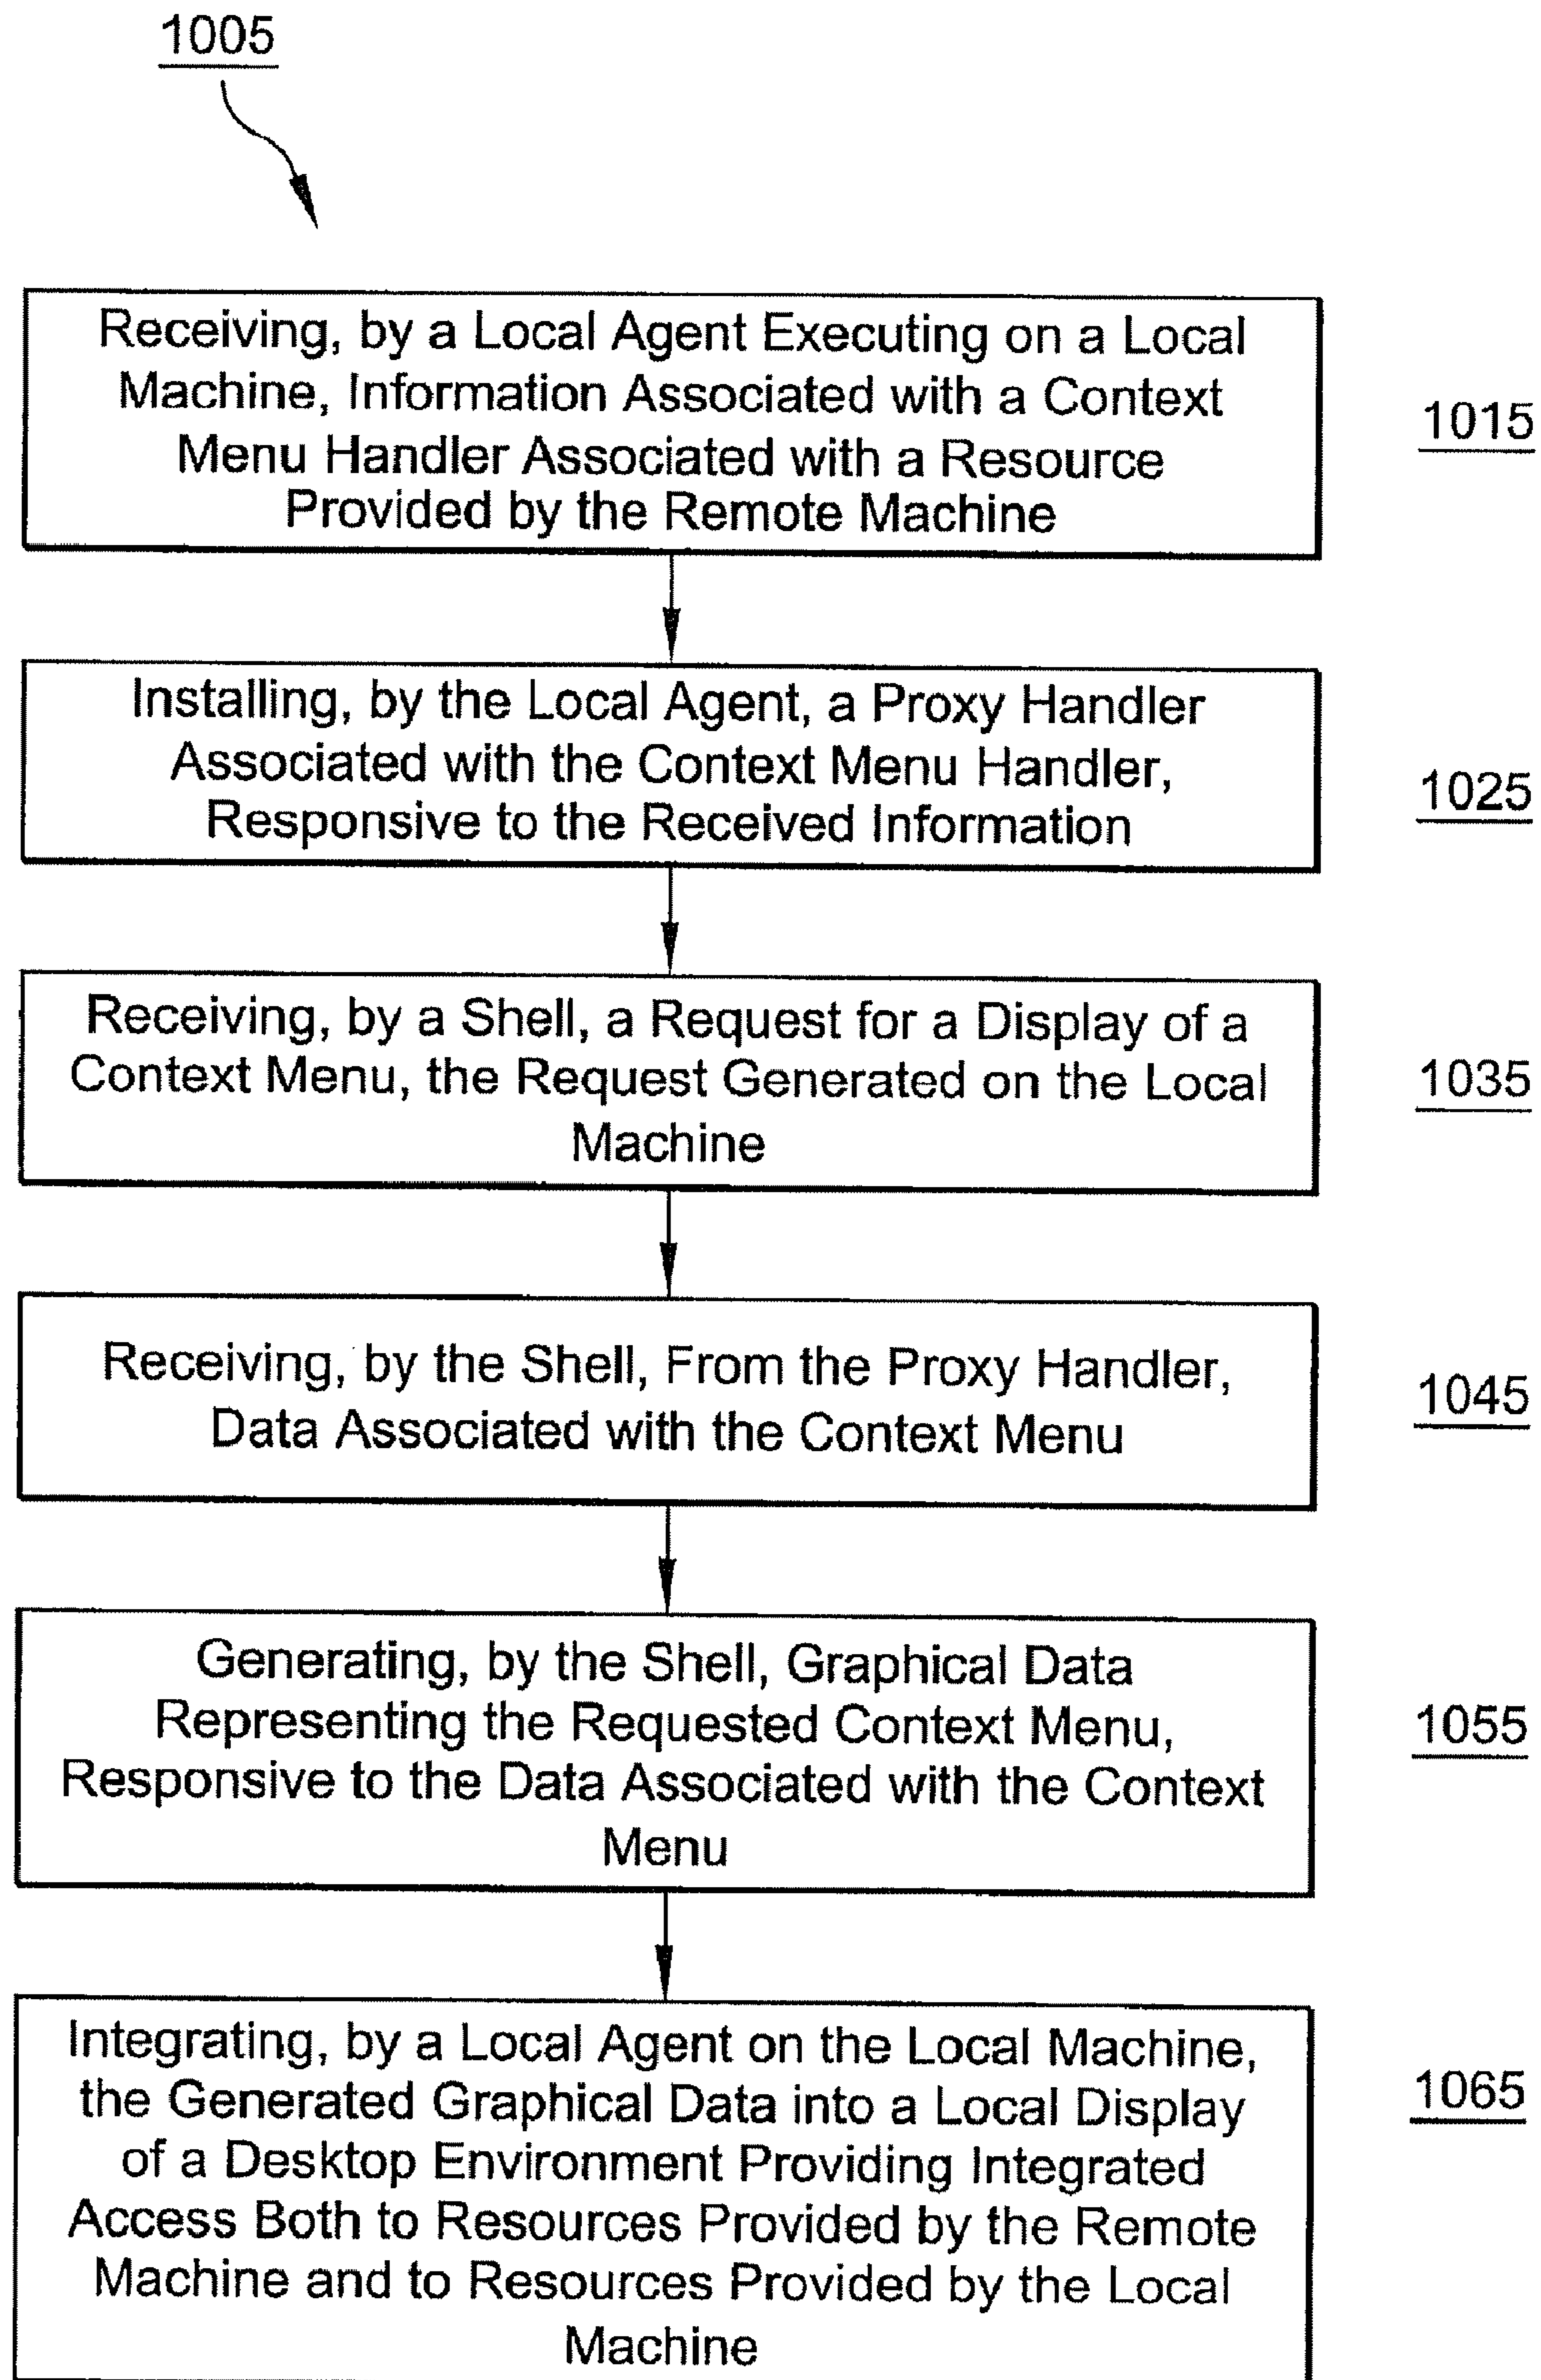 1005
Receiving, by a Local Agent Executing on a Local
Machine, Information Associated with a Context
Menu Handler Associated with a Resource
Provided by the Remote Machine
1015
Installing, by the Local Agent, a Proxy Handler
Associated with the Context Menu Handler,
Responsive to the Received Information
1025
Receiving, by a Shell, a Request for a Display of a
Context Menu, the Request Generated on the Local
Machine
1035
Receiving, by the Shell, From the Proxy Handler,
Data Associated with the Context Menu
1045
Generating, by the Shell, Graphical Data
Representing the Requested Context Menu,
Responsive to the Data Associated with the Context
Menu
1055
Integrating, by a Local Agent on the Local Machine,
the Generated Graphical Data into a Local Display
of a Desktop Environment Providing Integrated
Access Both to Resources Provided by the Remote
Machine and to Resources Provided by the Local
Machine
1065